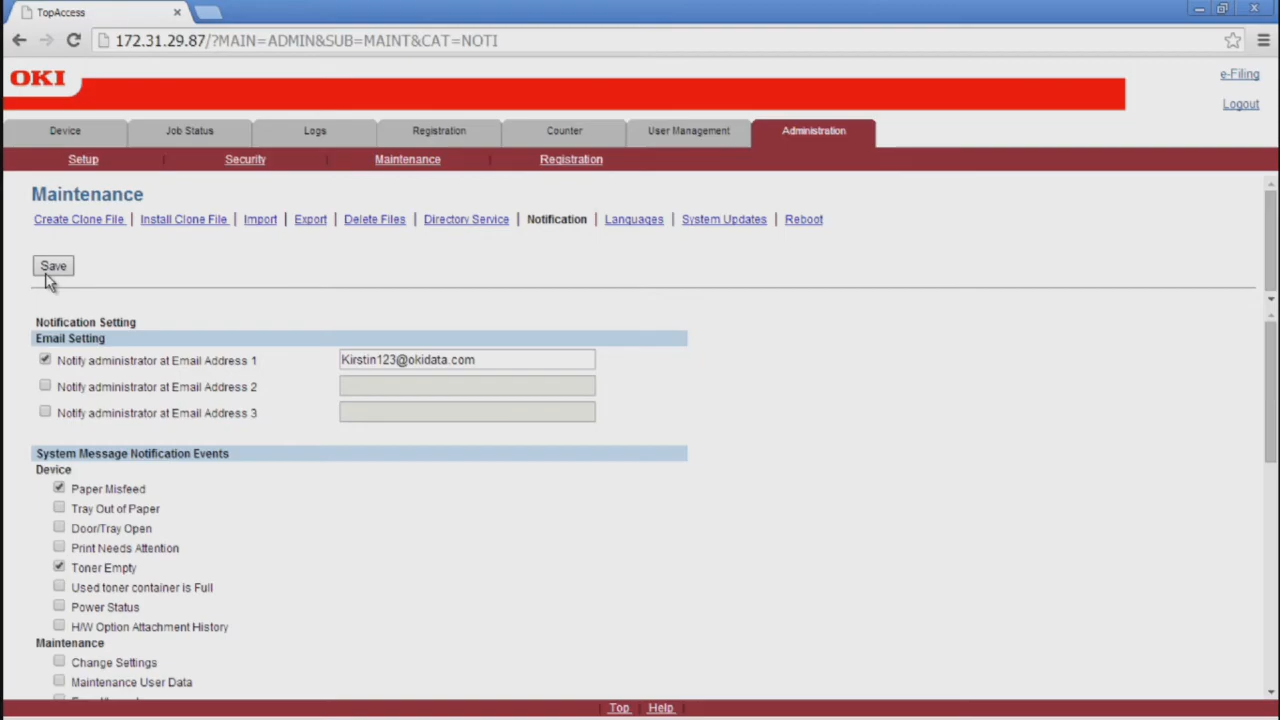 TopAccess
172.31.29.87/?MAIN=ADMIN&SUB=MAINT&CAT=NOTI
OKI
e-Filing
Logout
Device Job Status Logs Registration Counter User Management Administration
Setup | Security | Maintenance | Registration
Maintenance
Create Clone File | Install Clone File | Import | Export | Delete Files | Directory Service | Notification | Languages | System Updates | Reboot
Save
Notification Setting
Email Setting
Notify administrator at Email Address 1 Kirstin123@okidata.com
Notify administrator at Email Address 2
Notify administrator at Email Address 3
System Message Notification Events
Device
Paper Misfeed
Tray Out of Paper
Door/Tray Open
Print Needs Attention
Toner Empty
Used toner container is Full
Power Status
H/W Option Attachment History
Maintenance
Change Settings
Maintenance User Data
| Top | Help |